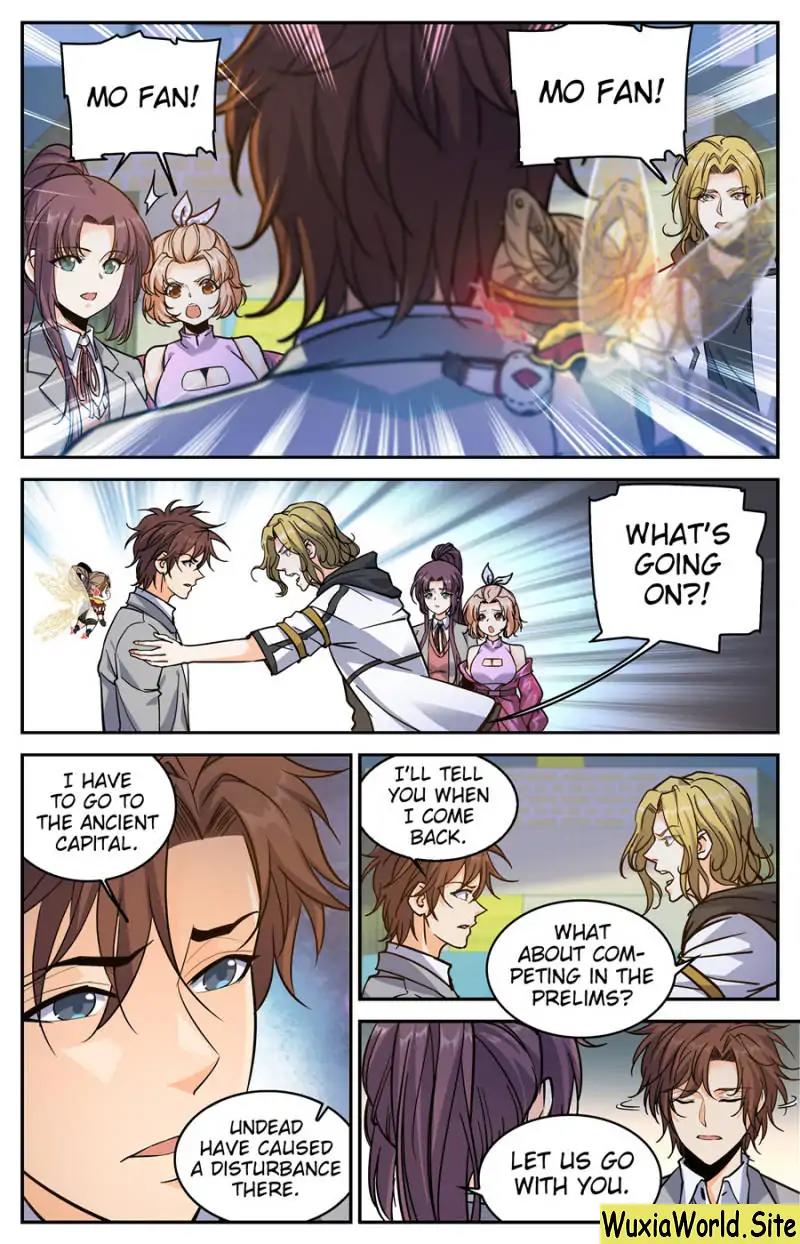 MO FAN!
MO FAN!
WHAT'S
GOING
ON?!
I HAVE
TO GO TO
THE ANCIENT
CAPITAL.
UNDEAD
HAVE CAUSED
A DISTURBANCE
THERE.
I'LL TELL
YOU WHEN
I COME
BACK.
WHAT
ABOUT COM-
PETING IN THE
PRELIMS?
LET US GO
WITH YOU.
WuxiaWorld.Site